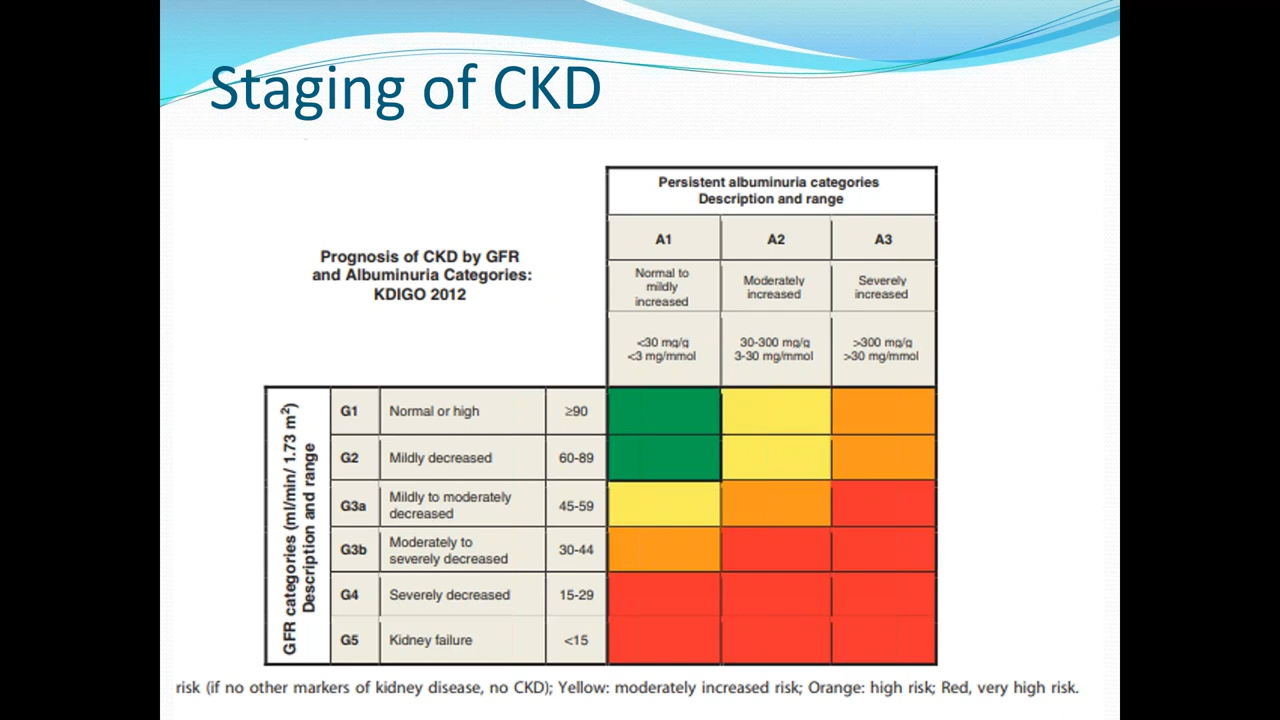 Staging of CKD
Persistent albuminuria categories
Description and range
A1 A2 A3
Prognosis of CKD by GFR
and Albuminuria Categories:
KDIGO 2012
Normal to
mildly
increased
Moderately
increased
Severely
increased
<30 mg/g
<3 mg/mmol
30-300 mg/g
3-30 mg/mmol
>300 mg/g
>30 mg/mmol
GFR categories (ml/min/ 1.73 m²)
Description and range
G1 Normal or high ≥90
G2 Mildly decreased 60-89
G3a Mildly to moderately
decreased 45-59
G3b Moderately to
severely decreased 30-44
G4 Severely decreased 15-29
G5 Kidney failure <15
risk (if no other markers of kidney disease, no CKD); Yellow: moderately increased risk; Orange: high risk; Red, very high risk.